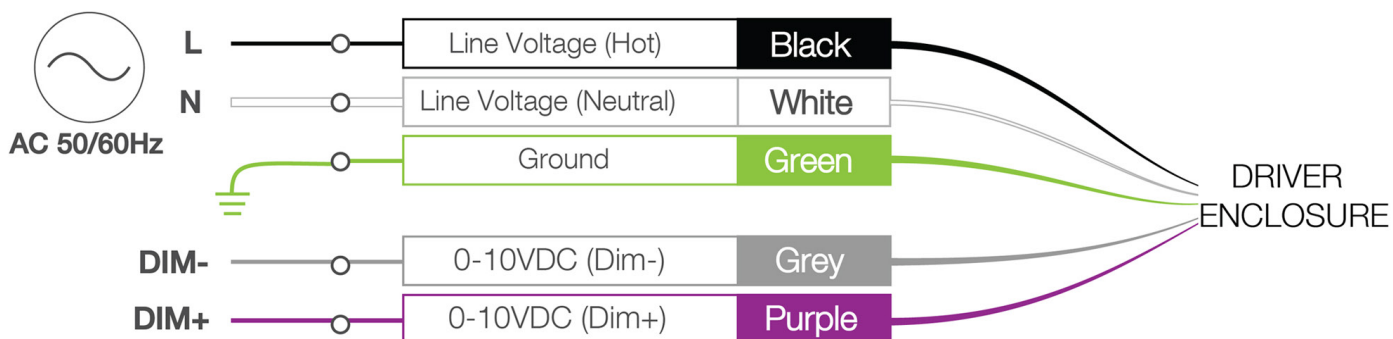 L Line Voltage (Hot) Black
N Line Voltage (Neutral) White
AC 50/60Hz
Ground Green
DRIVER
ENCLOSURE
DIM- 0-10VDC (Dim-) Grey
DIM+ 0-10VDC (Dim+) Purple